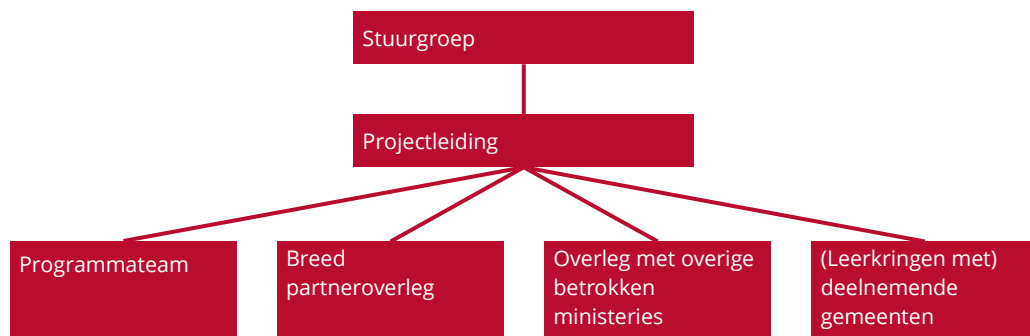 Stuurgroep
Projectleiding
Programmateam
Breed
partneroverleg
Overleg met overige
betrokken
ministeries
(Leerkringen met)
deelnemende
gemeenten